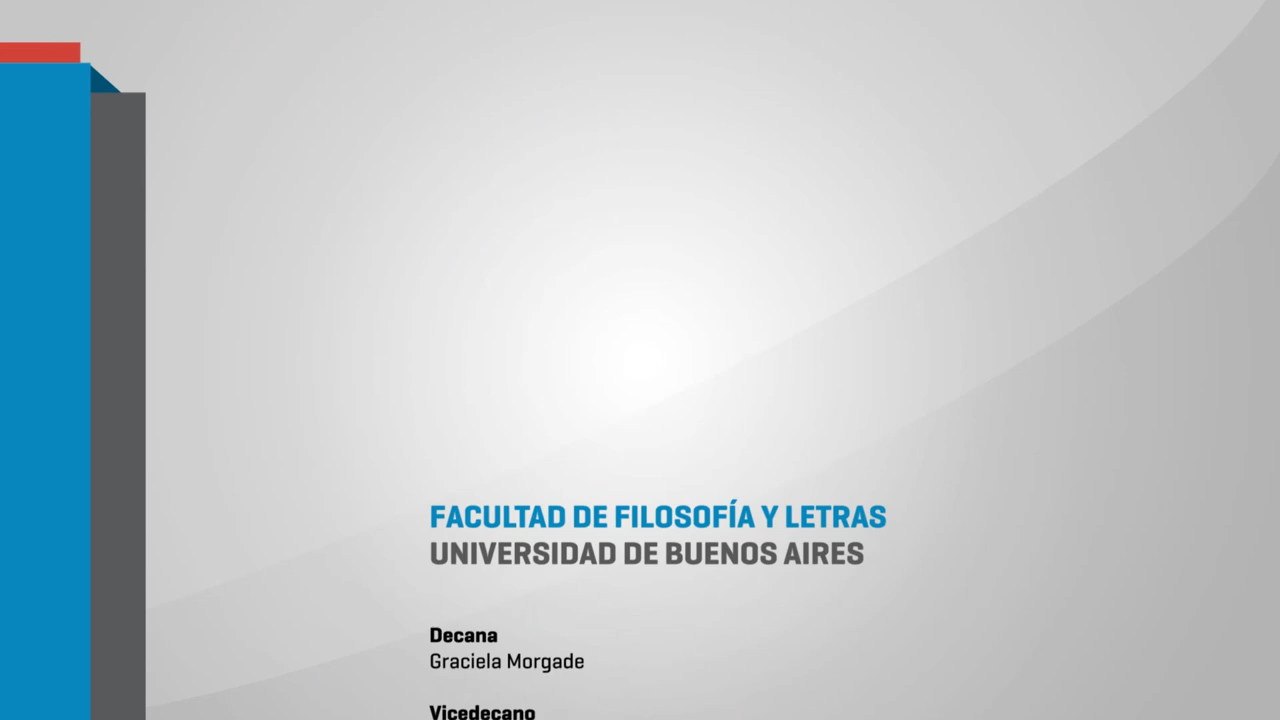 FACULTAD DE FILOSOFÍA Y LETRAS
UNIVERSIDAD DE BUENOS AIRES
Decana
Graciela Morgade
Vicedecano